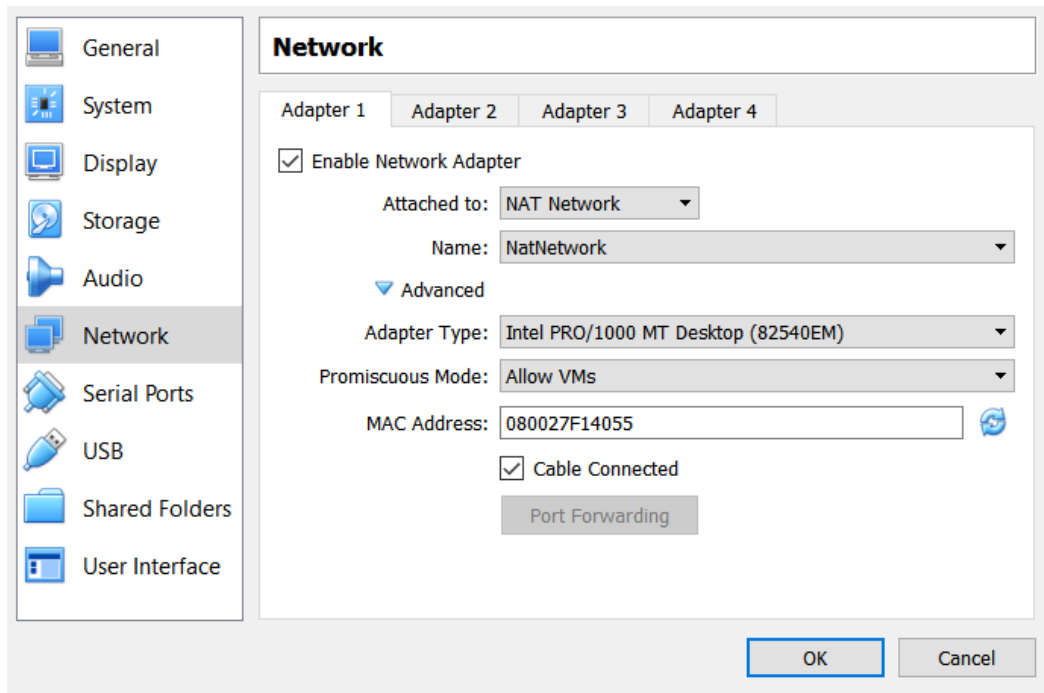 General
System
Display
Storage
Audio
Network
Serial Ports
USB
Shared Folders
User Interface
Network
Adapter 1 Adapter 2 Adapter 3 Adapter 4
Enable Network Adapter
Attached to: NAT Network
Name: NatNetwork
Advanced
Adapter Type: Intel PRO/1000 MT Desktop (82540EM)
Promiscuous Mode: Allow VMs
MAC Address: 080027F14055
Cable Connected
Port Forwarding
OK Cancel